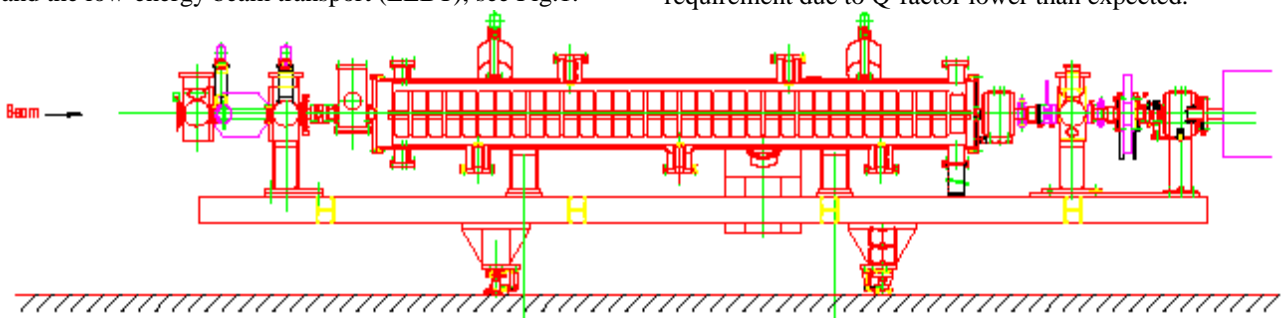 and the low energy beam transport (LEBT), see Fig.1.
requirement due to Q factor lower than expected.
Beam